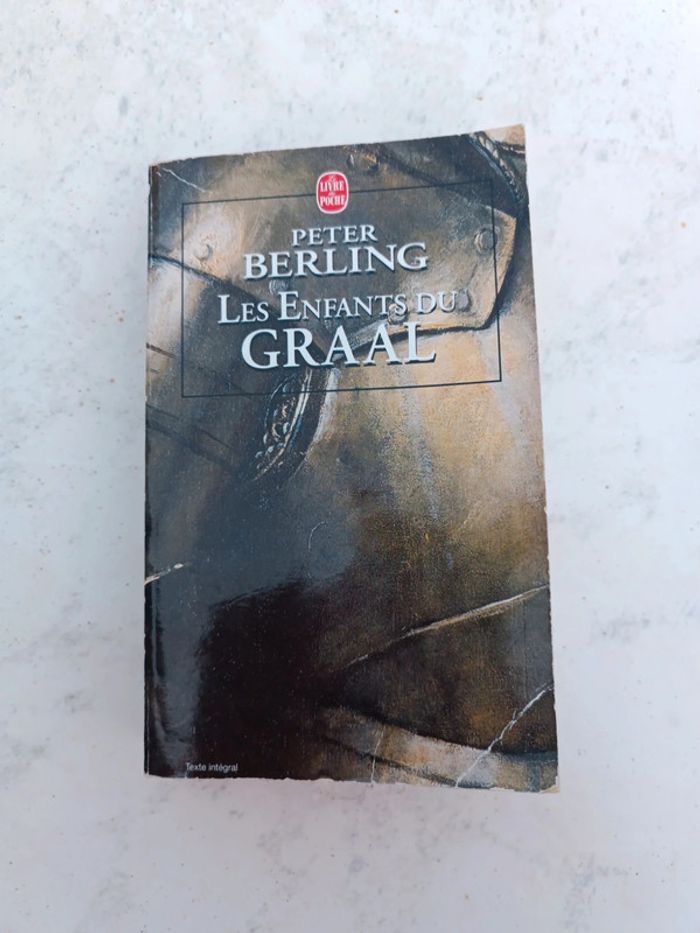 Le
LIVRE
de
POCHE
PETER
BERLING
LES ENFANTS DU
GRAAL
Texte intégral